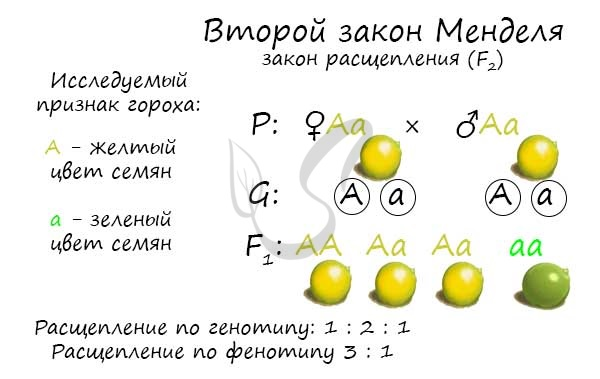 Второй закон Менделя
закон расщепления (F₂)
Исследуемый
признак гороха:
A - желтый
цвет семян
a - зеленый
цвет семян
P: ♀Aa × ♂Aa
G: A a A a
F₁: AA Aa Aa aa
Расщепление по генотипу: 1 : 2 : 1
Расщепление по фенотипу 3 : 1